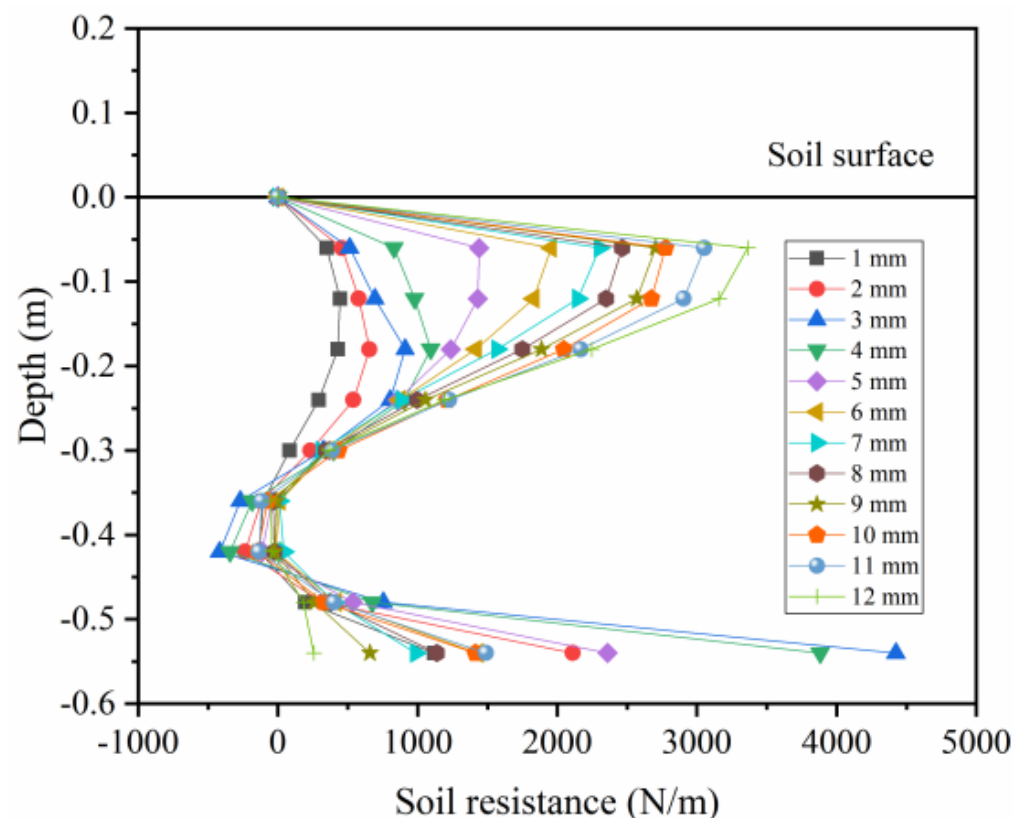 0.2
0.1
Soil surface
0.0
-0.1
1 mm
2 mm
3 mm
4 mm
5 mm
6 mm
7 mm
8 mm
9 mm
10 mm
11 mm
12 mm
Depth (m)
-0.2
-0.3
-0.4
-0.5
-0.6
-1000 0 1000 2000 3000 4000 5000
Soil resistance (N/m)